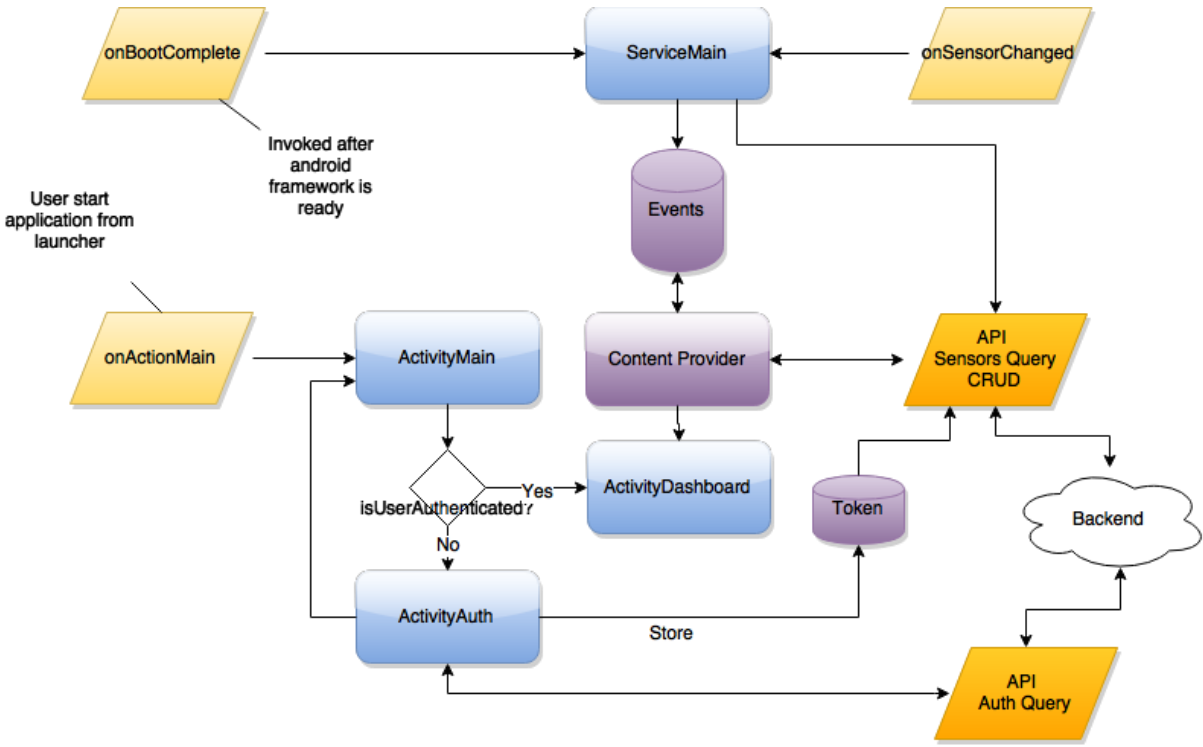 onBootComplete
ServiceMain
onSensorChanged
Invoked after
android
framework is
ready
User start
application from
launcher
Events
onActionMain
ActivityMain
Content Provider
API
Sensors Query
CRUD
isUserAuthenticated?
Yes
ActivityDashboard
Token
Backend
No
ActivityAuth
Store
API
Auth Query